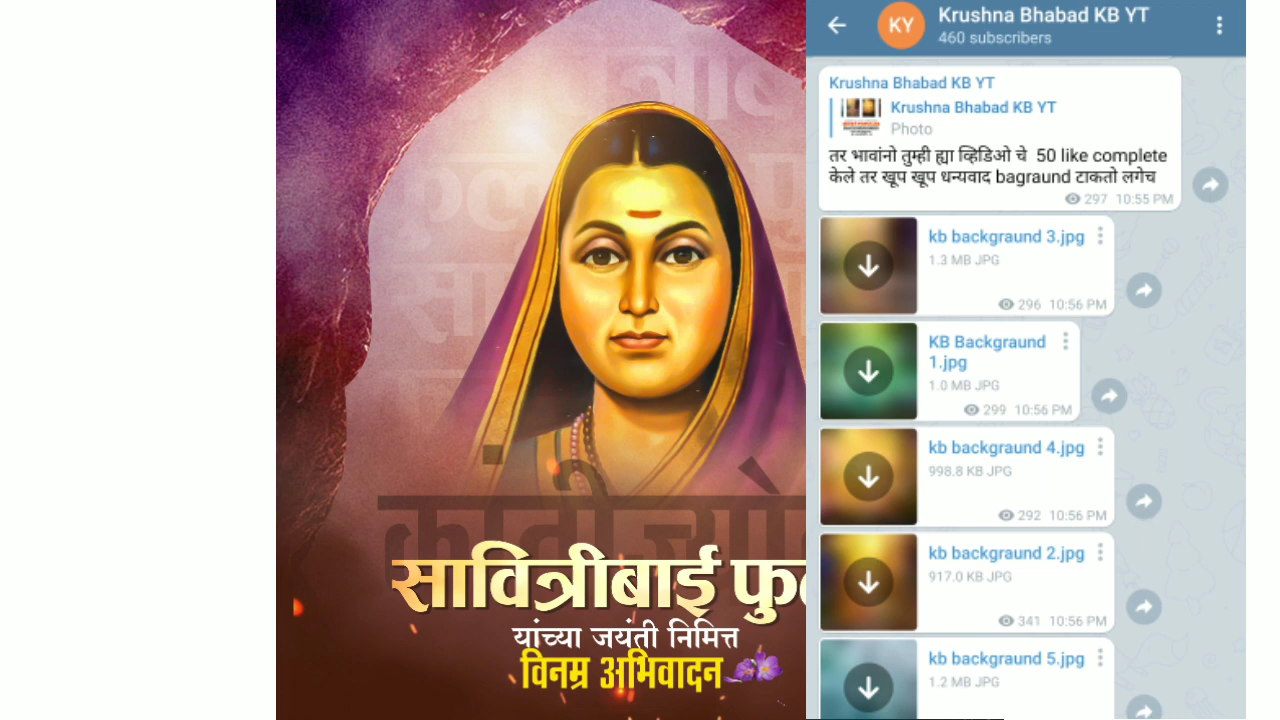 सावित्रीबाई
यांच्या जयंती निमित्त
विनम्र अभिवादन
KY
Krushna Bhabad KB YT
460 subscribers
Krushna Bhabad KB YT
Krushna Bhabad KB YT
Photo
तर भावांनो तुम्ही ह्या व्हिडिओ चे 50 like complete
केले तर खूप खूप धन्यवाद bagraund टाकतो लगेच
297 10:55 PM
kb backgraund 3.jpg
1.3 MB JPG
296 10:56 PM
KB Backgraund
1.jpg
1.0 MB JPG
299 10:56 PM
kb backgraund 4.jpg
998.8 KB JPG
292 10:56 PM
kb backgraund 2.jpg
917.0 KB JPG
341 10:56 PM
kb backgraund 5.jpg
1.2 MB JPG